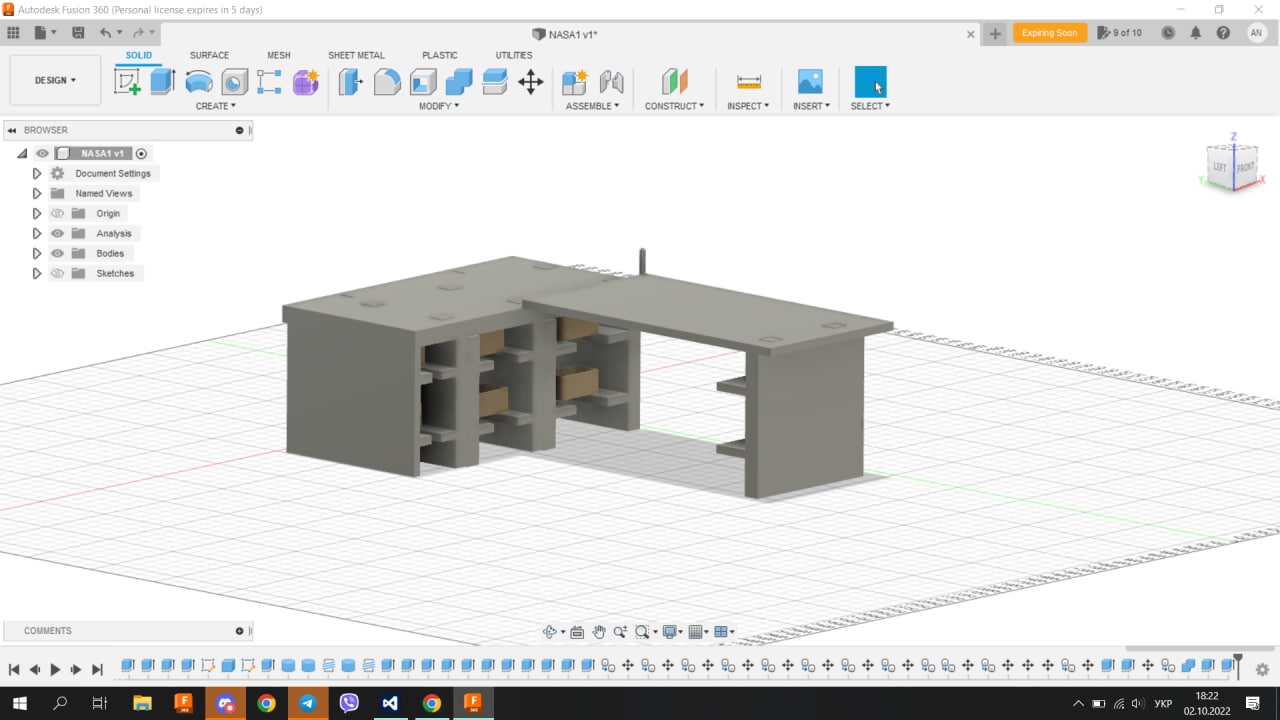 Autodesk Fusion 360 (Personal license expires in 5 days)
NASA1 v1*
Expiring Soon
9 of 10
AN
SOLID SURFACE MESH SHEET METAL PLASTIC UTILITIES
DESIGN
CREATE MODIFY ASSEMBLE CONSTRUCT INSPECT INSERT SELECT
BROWSER
NASA1 v1
Document Settings
Named Views
Origin
Analysis
Bodies
Sketches
Z
LEFT FRONT
Y X
COMMENTS
F
360
F
360
УКР
18:22
02.10.2022